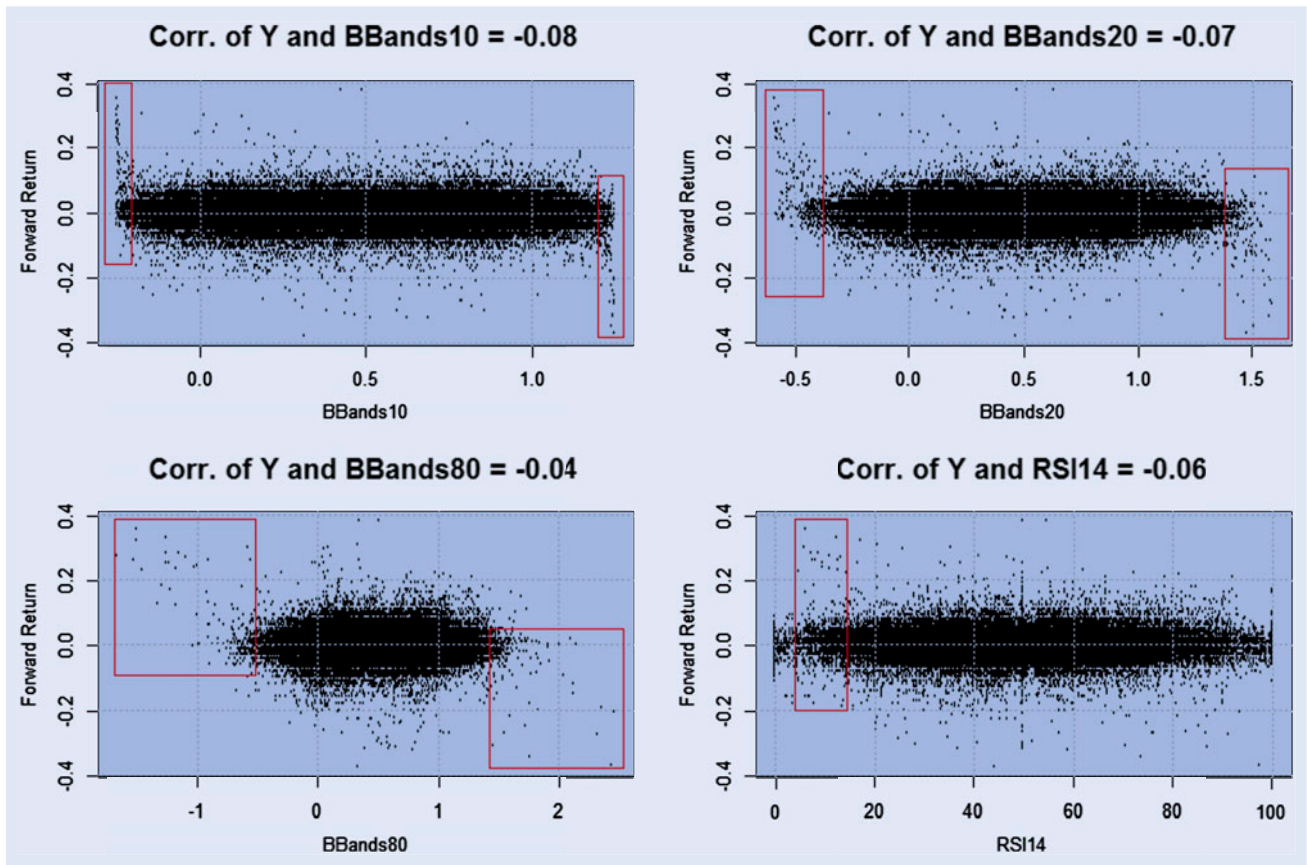 Corr. of Y and BBands10 = -0.08
Forward Return
0.4
0.2
0.0
-0.2
-0.4
0.0 0.5 1.0
BBands10
Corr. of Y and BBands20 = -0.07
Forward Return
0.4
0.2
0.0
-0.2
-0.4
-0.5 0.0 0.5 1.0 1.5
BBands20
Corr. of Y and BBands80 = -0.04
Forward Return
0.4
0.2
0.0
-0.2
-0.4
-1 0 1 2
BBands80
Corr. of Y and RSI14 = -0.06
Forward Return
0.4
0.2
0.0
-0.2
-0.4
0 20 40 60 80 100
RSI14